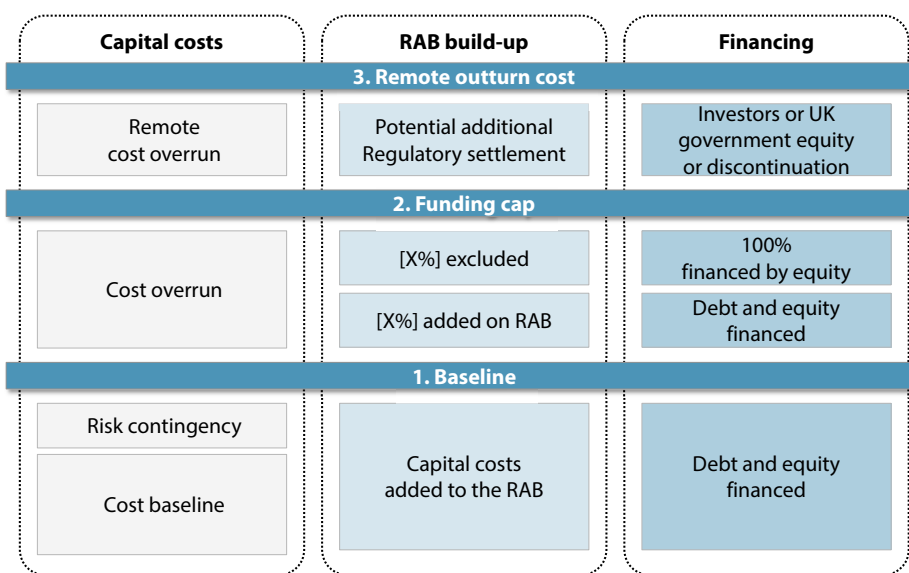 Capital costs
RAB build-up
Financing
3. Remote outturn cost
Remote
cost overrun
Potential additional
Regulatory settlement
Investors or UK
government equity
or discontinuation
2. Funding cap
Cost overrun
[X%] excluded
100%
financed by equity
[X%] added on RAB
Debt and equity
financed
1. Baseline
Risk contingency
Cost baseline
Capital costs
added to the RAB
Debt and equity
financed